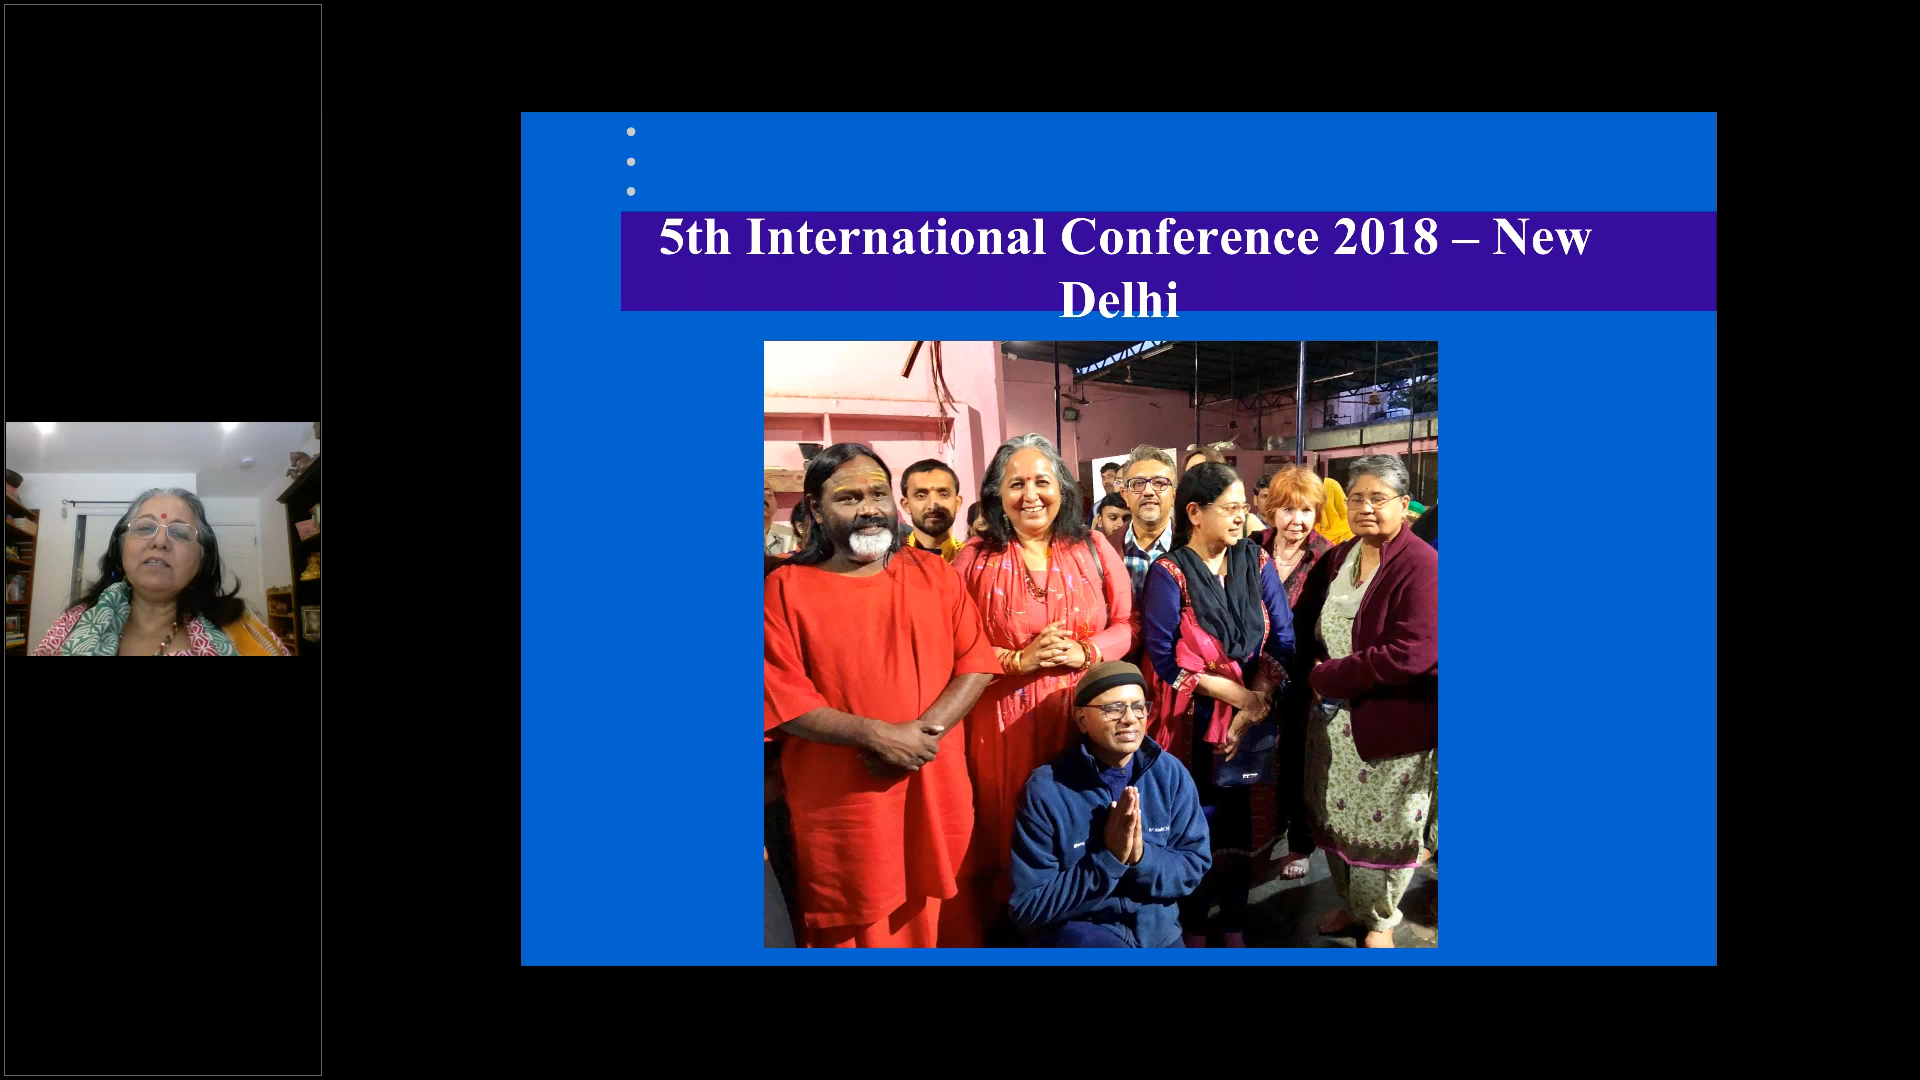 5th International Conference 2018 – New
Delhi